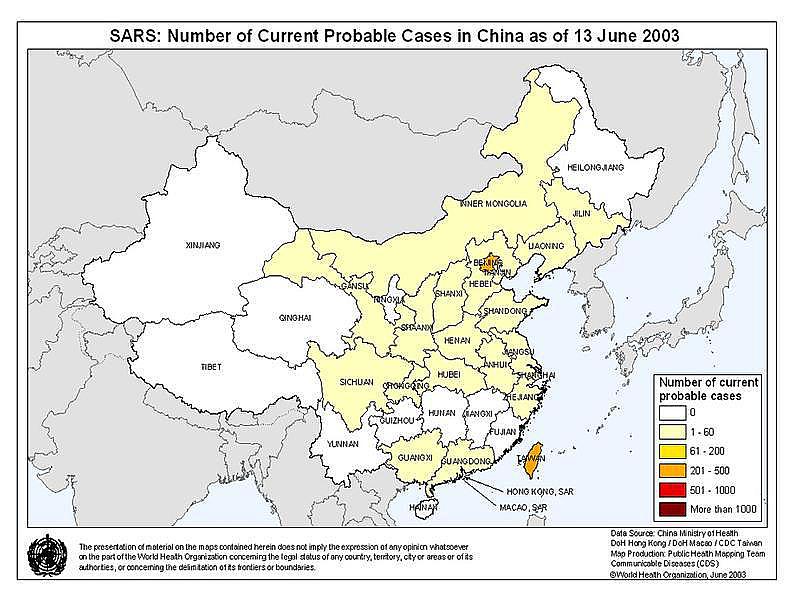 SARS: Number of Current Probable Cases in China as of 13 June 2003
HEILONGJIANG
INNER MONGOLIA
JILIN
XINJIANG
LIAONING
BEIJING
TIANJIN
GANSU
HEBEI
NINGXIA
SHANXI
QINGHAI
SHANDONG
SHAANXI
HENAN
JIANGSU
TIBET
ANHUI
HUBEI
SHANGHAI
SICHUAN
CHONGQING
ZHEJIANG
HUNAN
JIANGXI
GUIZHOU
FUJIAN
YUNNAN
GUANGXI
GUANGDONG
TAIWAN
HONG KONG, SAR
HAINAN
MACAO, SAR
Number of current
probable cases
0
1 - 60
61 - 200
201 - 500
501 - 1000
More than 1000
The presentation of material on the maps contained herein does not imply the expression of any opinion whatsoever
on the part of the World Health Organization concerning the legal status of any country, territory, city or areas or of its
authorities, or concerning the delimitation of its frontiers or boundaries.
Data Source: China Ministry of Health
DoH Hong Kong / DoH Macao / CDC Taiwan
Map Production: Public Health Mapping Team
Communicable Diseases (CDS)
©World Health Organization, June 2003